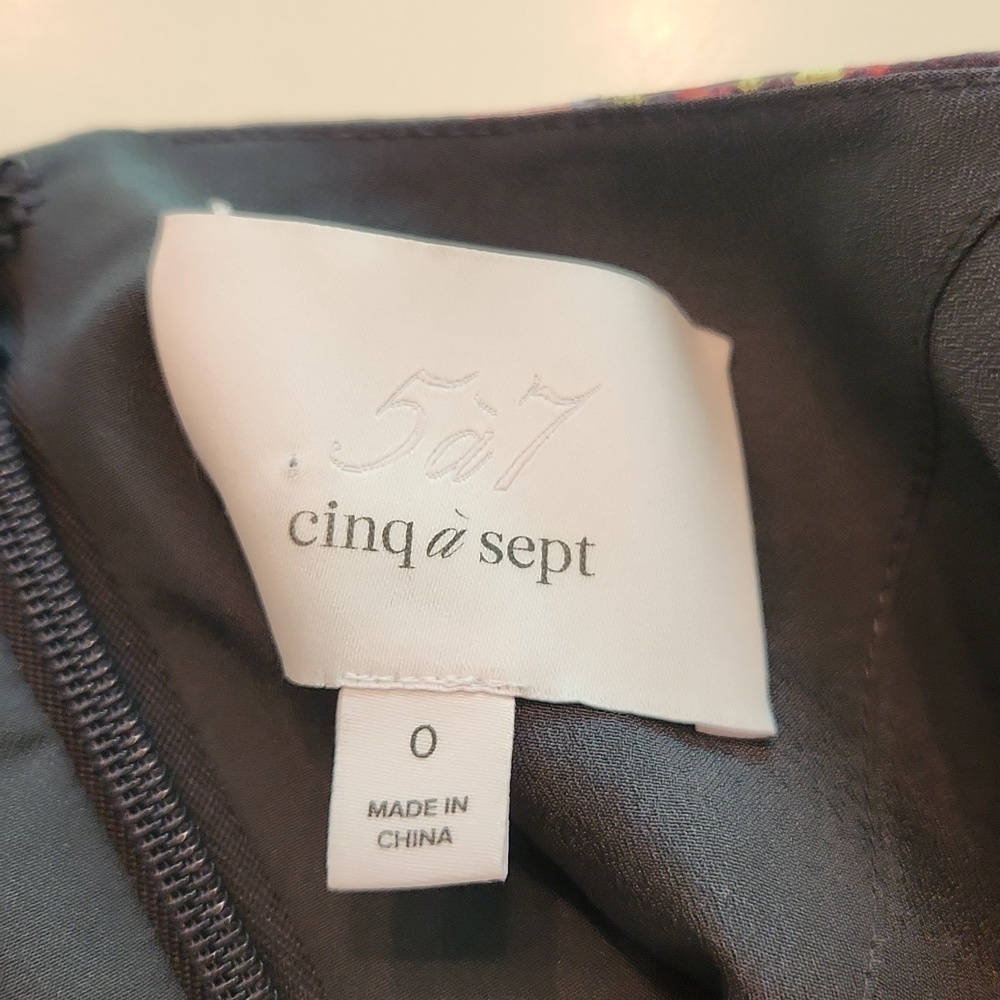 5à7
cinq à sept
0
MADE IN
CHINA